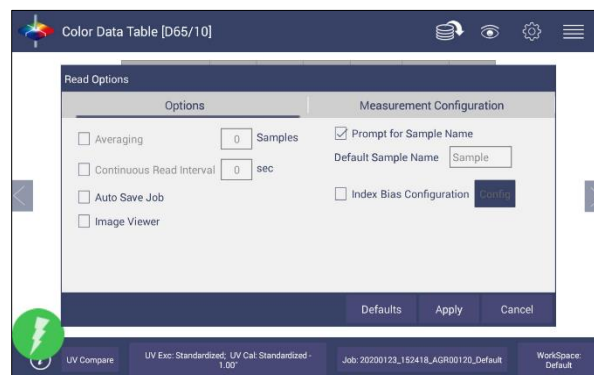 Color Data Table [D65/10]
Read Options
Options
Measurement Configuration
Averaging 0 Samples
Prompt for Sample Name
Default Sample Name Sample
Continuous Read Interval 0 sec
Index Bias Configuration Config
Auto Save Job
Image Viewer
Defaults Apply Cancel
UV Compare
UV Exc: Standardized; UV Cal: Standardized -
1.00"
Job: 20200123_152418_AGR00120_Default
WorkSpace:
Default